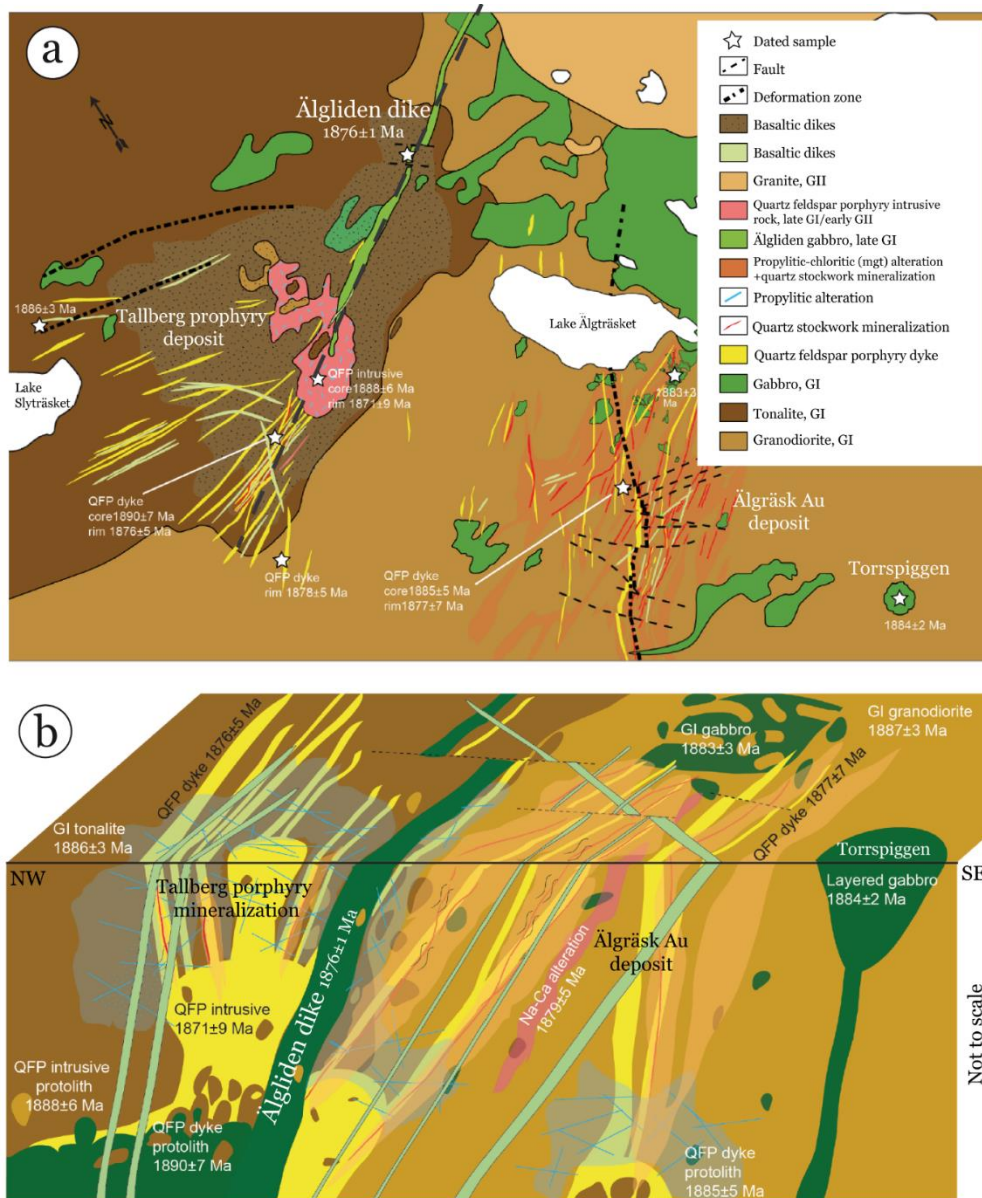 a
N
Älgliden dike
1876±1 Ma
1886±3 Ma
Tallberg prophyry
deposit
Lake
Slyträsket
QFP intrusive
core1888±6 Ma
rim 1871±9 Ma
QFP dyke
core1890±7 Ma
rim 1876±5 Ma
QFP dyke
rim 1878±5 Ma
Lake Älgträsket
1883±3
Ma
QFP dyke
core1885±5 Ma
rim1877±7 Ma
Älgräsk Au
deposit
Torrspiggen
1884±2 Ma
Dated sample
Fault
Deformation zone
Basaltic dikes
Basaltic dikes
Granite, GII
Quartz feldspar porphyry intrusive
rock, late GI/early GII
Älgliden gabbro, late GI
Propylitic-chloritic (mgt) alteration
+quartz stockwork mineralization
Propylitic alteration
Quartz stockwork mineralization
Quartz feldspar porphyry dyke
Gabbro, GI
Tonalite, GI
Granodiorite, GI
b
QFP dyke 1876±5 Ma
GI tonalite
1886±3 Ma
GI gabbro
1883±3 Ma
GI granodiorite
1887±3 Ma
QFP dyke 1877±7 Ma
NW
SE
Tallberg porphyry
mineralization
Torrspiggen
Layered gabbro
1884±2 Ma
Älgliden dike 1876±1 Ma
Na-Ca alteration
1879±5 Ma
Älgräsk Au
deposit
QFP intrusive
1871±9 Ma
QFP intrusive
protolith
1888±6 Ma
QFP dyke
protolith
1890±7 Ma
QFP dyke
protolith
1885±5 Ma
Not to scale